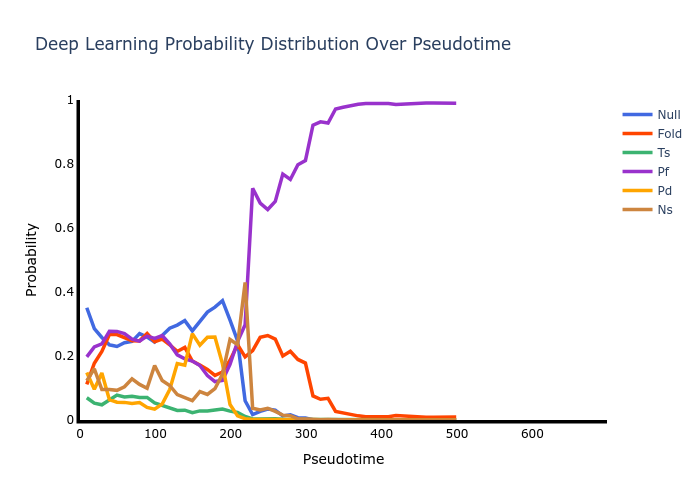 Deep Learning Probability Distribution Over Pseudotime
Probability
1
0.8
0.6
0.4
0.2
0
0 100 200 300 400 500 600
Pseudotime
Null
Fold
Ts
Pf
Pd
Ns